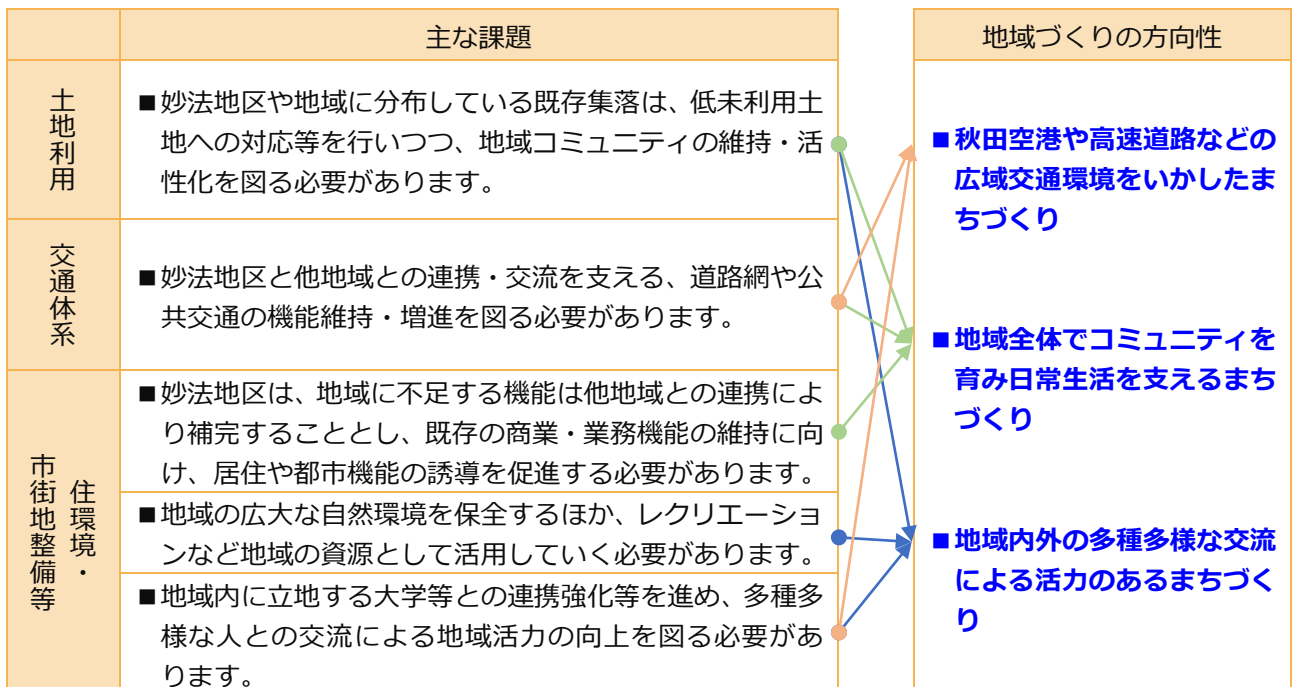 主な課題
地域づくりの方向性
土地利用
■妙法地区や地域に分布している既存集落は、低未利用土
地への対応等を行いつつ、地域コミュニティの維持・活
性化を図る必要があります。
交通体系
■妙法地区と他地域との連携・交流を支える、道路網や公
共交通の機能維持・増進を図る必要があります。
住環境・
市街地整備等
■妙法地区は、地域に不足する機能は他地域との連携によ
り補完することとし、既存の商業・業務機能の維持に向
け、居住や都市機能の誘導を促進する必要があります。
■地域の広大な自然環境を保全するほか、レクリエーショ
ンなど地域の資源として活用していく必要があります。
■地域内に立地する大学等との連携強化等を進め、多種多
様な人との交流による地域活力の向上を図る必要があ
ります。
■秋田空港や高速道路などの
広域交通環境をいかしたま
ちづくり
■地域全体でコミュニティを
育み日常生活を支えるまち
づくり
■地域内外の多種多様な交流
による活力のあるまちづく
り